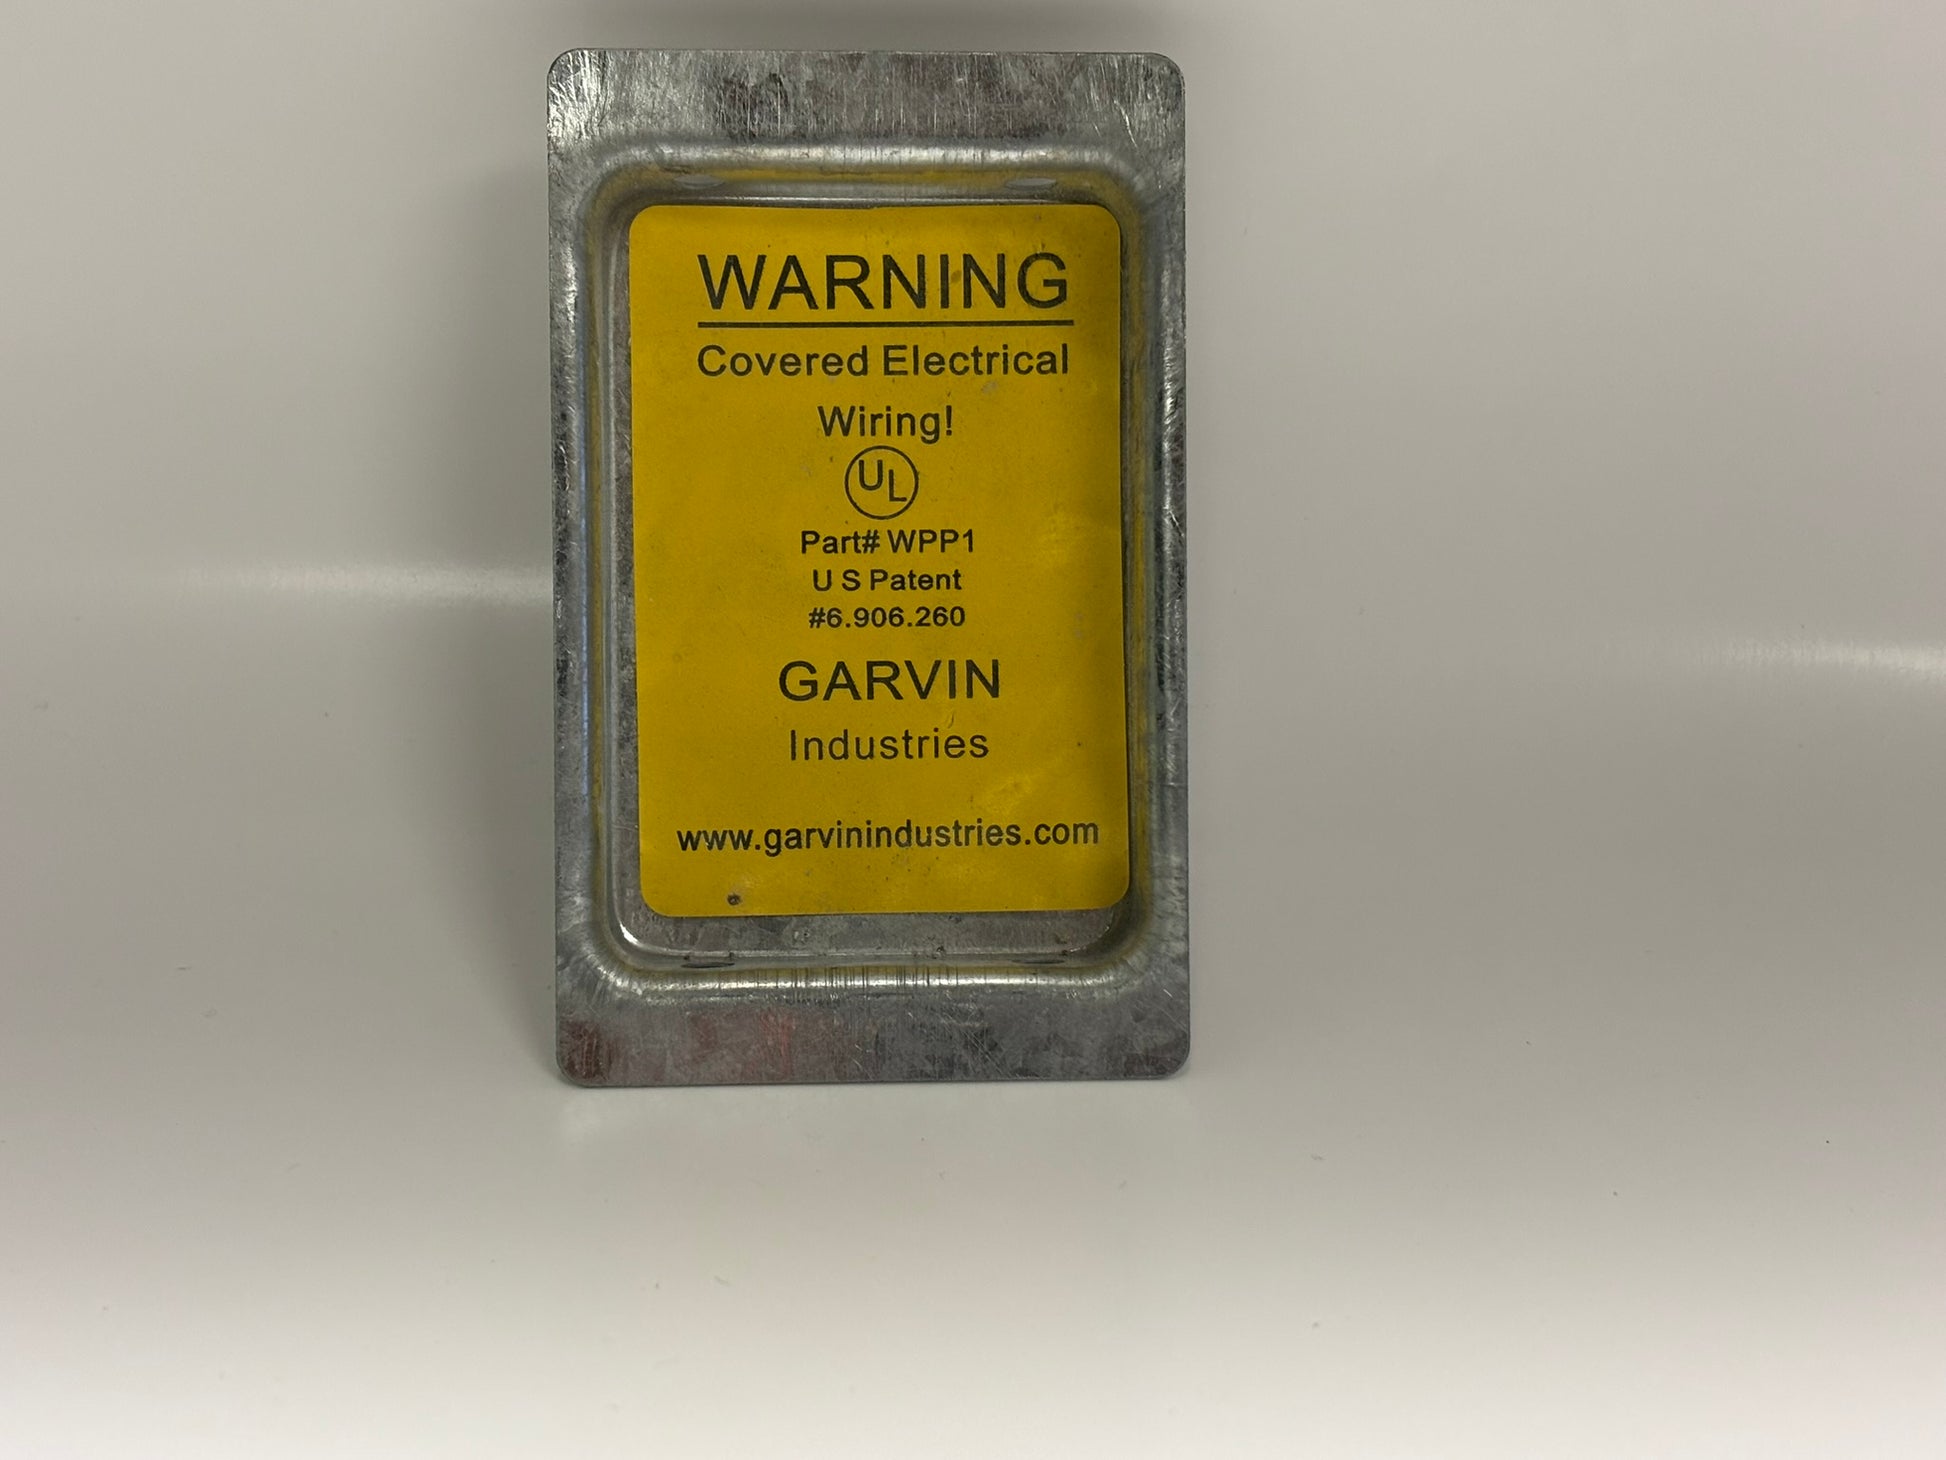 WARNING
Covered Electrical
Wiring!
UL
Part# WPP1
U S Patent
#6.906.260
GARVIN
Industries
www.garvinindustries.com